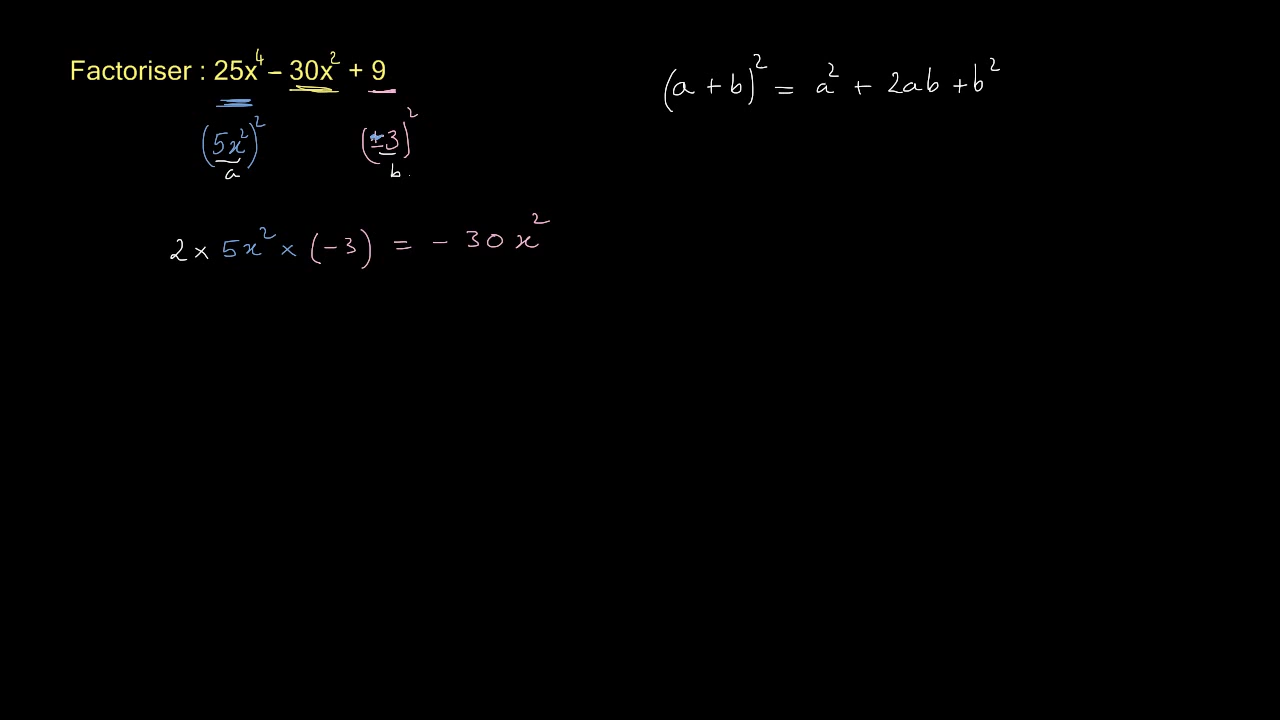 Factoriser : 25x⁴ – 30x² + 9
(a + b)² = a² + 2ab + b²
(5x²)² (±3)²
a b
2 × 5x² × (−3) = − 30x²